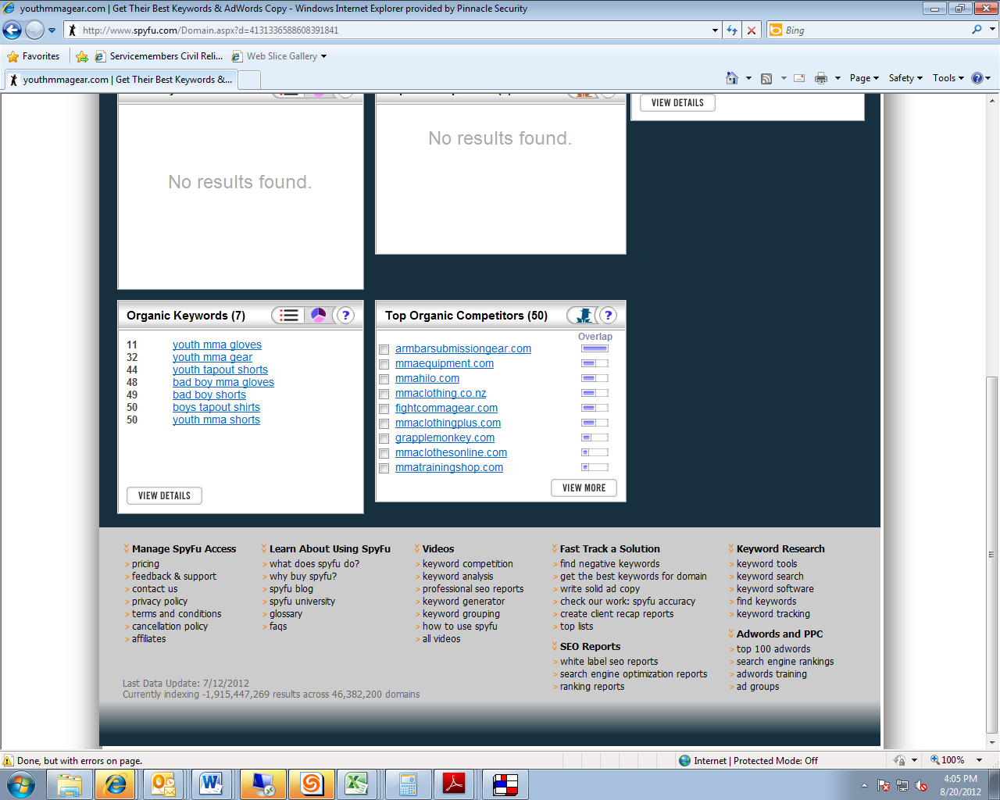 youthmmagear.com | Get Their Best Keywords & AdWords Copy - Windows Internet Explorer provided by Pinnacle Security
http://www.spyfu.com/Domain.aspx?d=4131336588608391841
Bing
Favorites
Servicemembers Civil Reli...
Web Slice Gallery
youthmmagear.com | Get Their Best Keywords &...
Page
Safety
Tools
VIEW DETAILS
No results found.
No results found.
Organic Keywords (7)
?
11 youth mma gloves
32 youth mma gear
44 youth tapout shorts
48 bad boy mma gloves
49 bad boy shorts
50 boys tapout shirts
50 youth mma shorts
VIEW DETAILS
Top Organic Competitors (50)
?
Overlap
armbarsubmissiongear.com
mmaequipment.com
mmahilo.com
mmaclothing.co.nz
fightcommagear.com
mmaclothingplus.com
grapplemonkey.com
mmaclothesonline.com
mmatrainingshop.com
VIEW MORE
Manage SpyFu Access
> pricing
> feedback & support
> contact us
> privacy policy
> terms and conditions
> cancellation policy
> affiliates
Learn About Using SpyFu
> what does spyfu do?
> why buy spyfu?
> spyfu blog
> spyfu university
> glossary
> faqs
Videos
> keyword competition
> keyword analysis
> professional seo reports
> keyword generator
> keyword grouping
> how to use spyfu
> all videos
Fast Track a Solution
> find negative keywords
> get the best keywords for domain
> write solid ad copy
> check our work: spyfu accuracy
> create client recap reports
> top lists
SEO Reports
> white label seo reports
> search engine optimization reports
> ranking reports
Keyword Research
> keyword tools
> keyword search
> keyword software
> find keywords
> keyword tracking
Adwords and PPC
> top 100 adwords
> search engine rankings
> adwords training
> ad groups
Last Data Update: 7/12/2012
Currently indexing -1,915,447,269 results across 46,382,200 domains
Done, but with errors on page.
Internet | Protected Mode: Off
100%
4:05 PM
8/20/2012